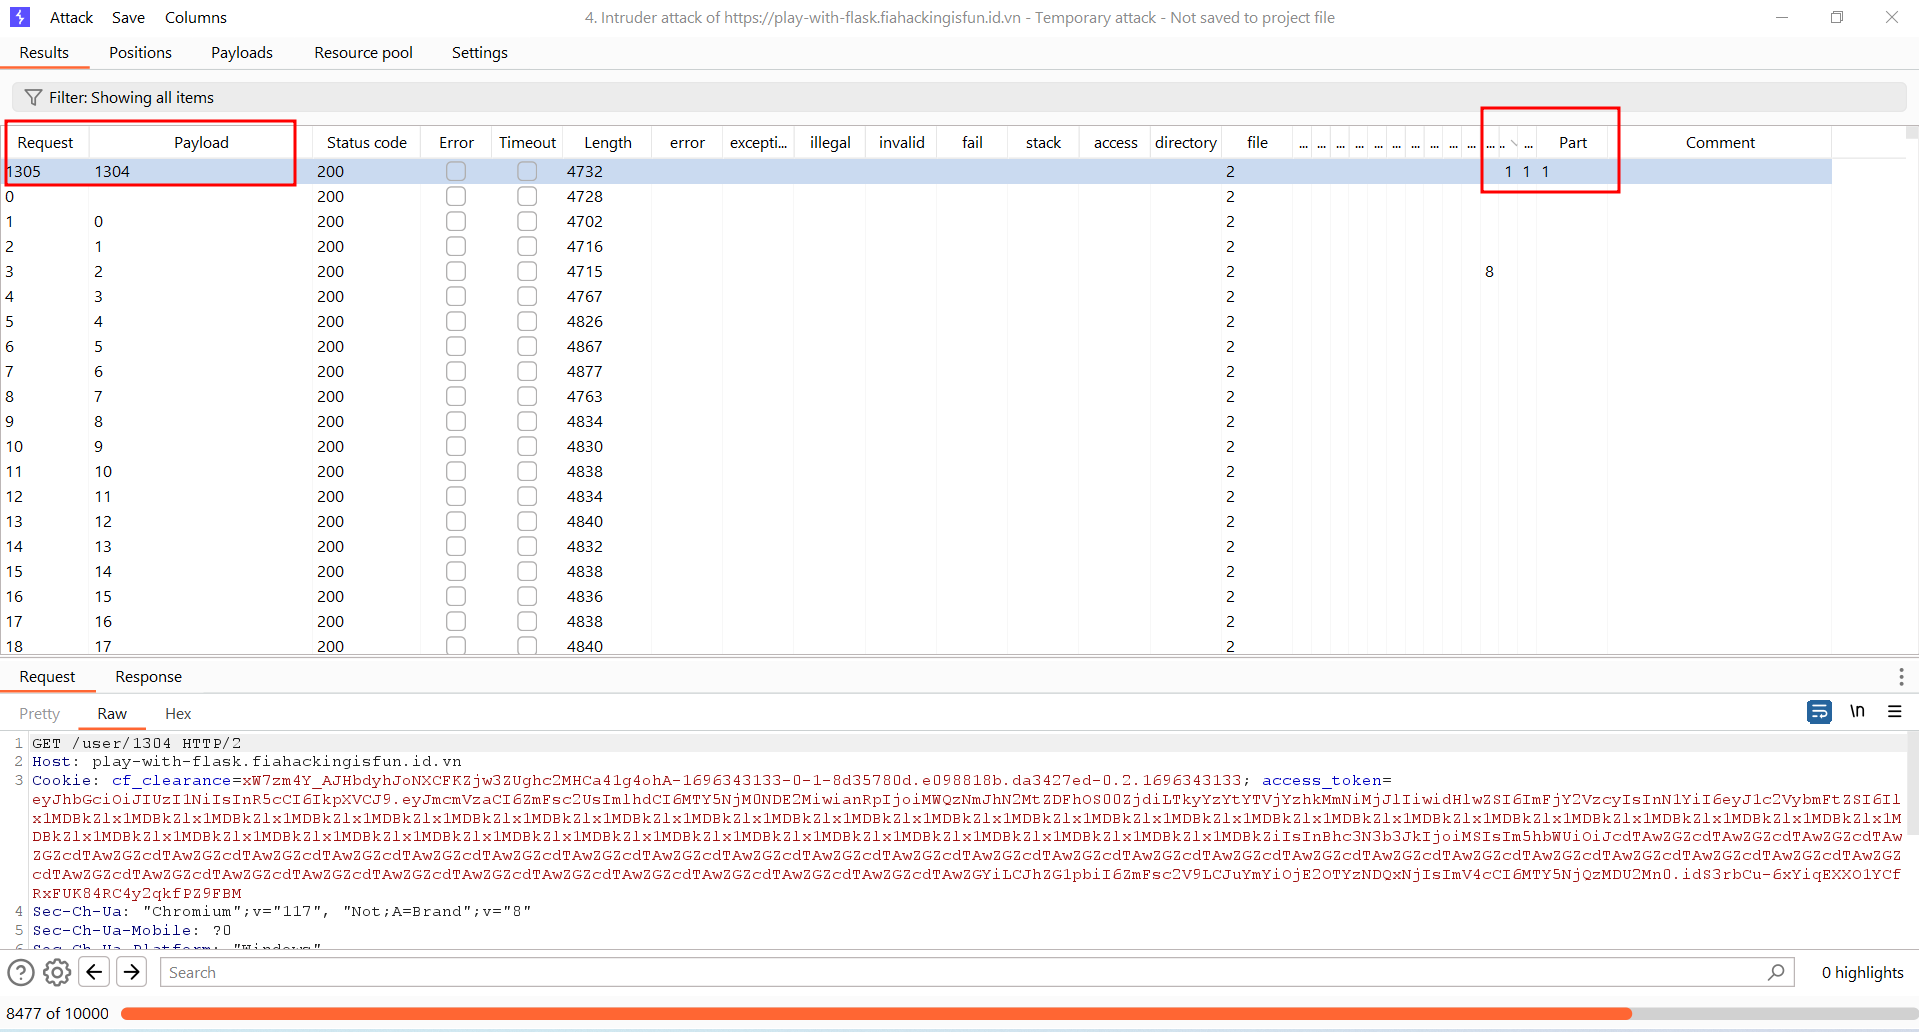 Attack Save Columns
4. Intruder attack of https://play-with-flask.fiahackingisfun.id.vn - Temporary attack - Not saved to project file
Results Positions Payloads Resource pool Settings
Filter: Showing all items
Request Payload Status code Error Timeout Length error excepti... illegal invalid fail stack access directory file ... ... ... ... ... ... ... ... ... ... ... .. ... Part Comment
1305 1304 200 4732 2 1 1 1
0 200 4728 2
1 0 200 4702 2
2 1 200 4716 2
3 2 200 4715 2 8
4 3 200 4767 2
5 4 200 4826 2
6 5 200 4867 2
7 6 200 4877 2
8 7 200 4763 2
9 8 200 4834 2
10 9 200 4830 2
11 10 200 4838 2
12 11 200 4834 2
13 12 200 4840 2
14 13 200 4832 2
15 14 200 4838 2
16 15 200 4836 2
17 16 200 4838 2
18 17 200 4840 2
Request Response
Pretty Raw Hex
\n
1 GET /user/1304 HTTP/2
2 Host: play-with-flask.fiahackingisfun.id.vn
3 Cookie: cf_clearance=xW7zm4Y_AJHbdyhJoNXCFKZjw3ZUghc2MHCa41g4ohA-1696343133-0-1-8d35780d.e098818b.da3427ed-0.2.1696343133; access_token=
4 Sec-Ch-Ua: "Chromium";v="117", "Not;A=Brand";v="8"
5 Sec-Ch-Ua-Mobile: ?0
6 Sec-Ch-Ua-Platform: "Windows"
Search
0 highlights
8477 of 10000